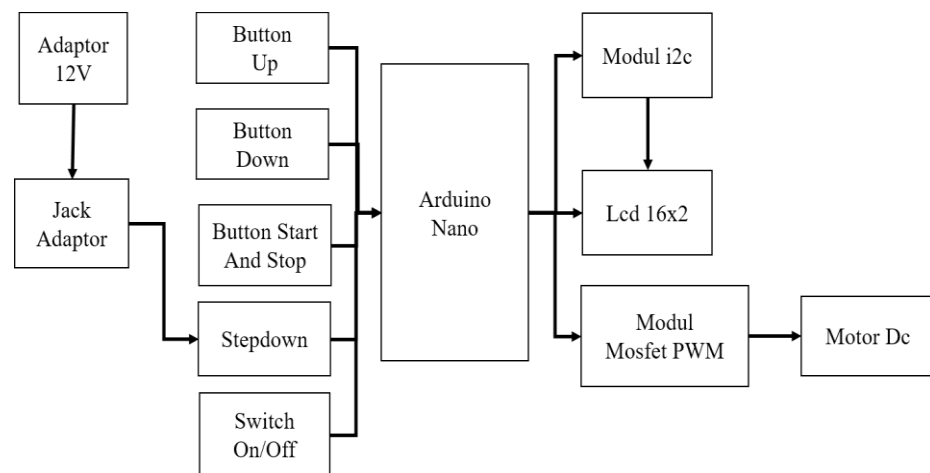 Adaptor
12V
Jack
Adaptor
Button
Up
Button
Down
Button Start
And Stop
Stepdown
Switch
On/Off
Arduino
Nano
Modul i2c
Lcd 16x2
Modul
Mosfet PWM
Motor Dc